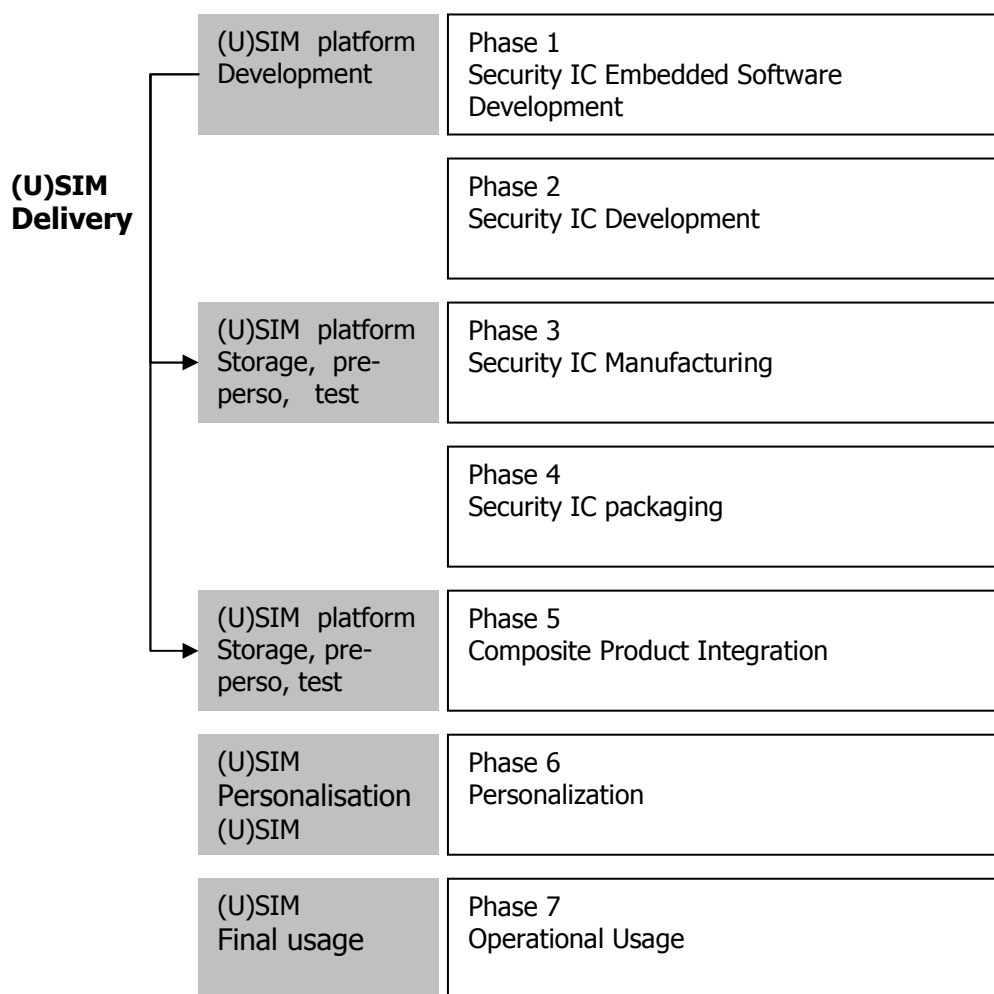 (U)SIM platform
Development
Phase 1
Security IC Embedded Software
Development
(U)SIM
Delivery
Phase 2
Security IC Development
(U)SIM platform
Storage, pre-
perso, test
Phase 3
Security IC Manufacturing
Phase 4
Security IC packaging
(U)SIM platform
Storage, pre-
perso, test
Phase 5
Composite Product Integration
(U)SIM
Personalisation
(U)SIM
Phase 6
Personalization
(U)SIM
Final usage
Phase 7
Operational Usage